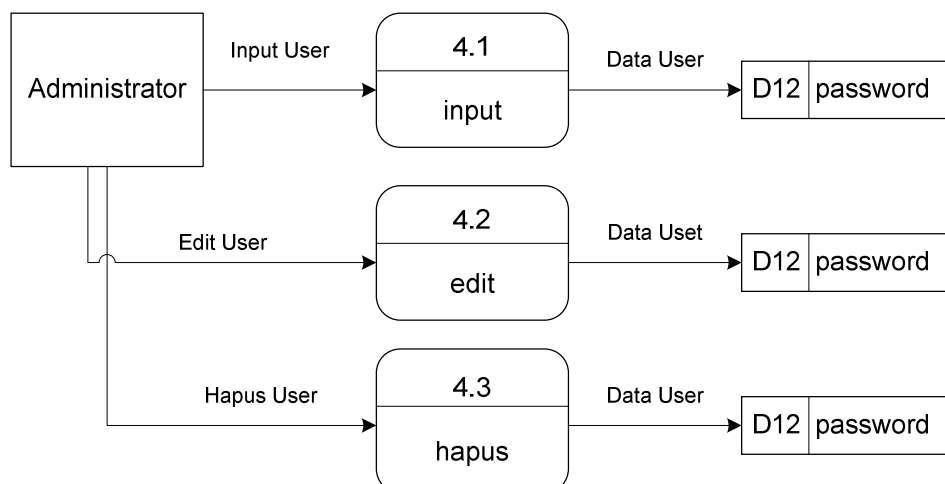 Administrator
Input User
4.1
input
Data User
D12 password
Edit User
4.2
edit
Data Uset
D12 password
Hapus User
4.3
hapus
Data User
D12 password